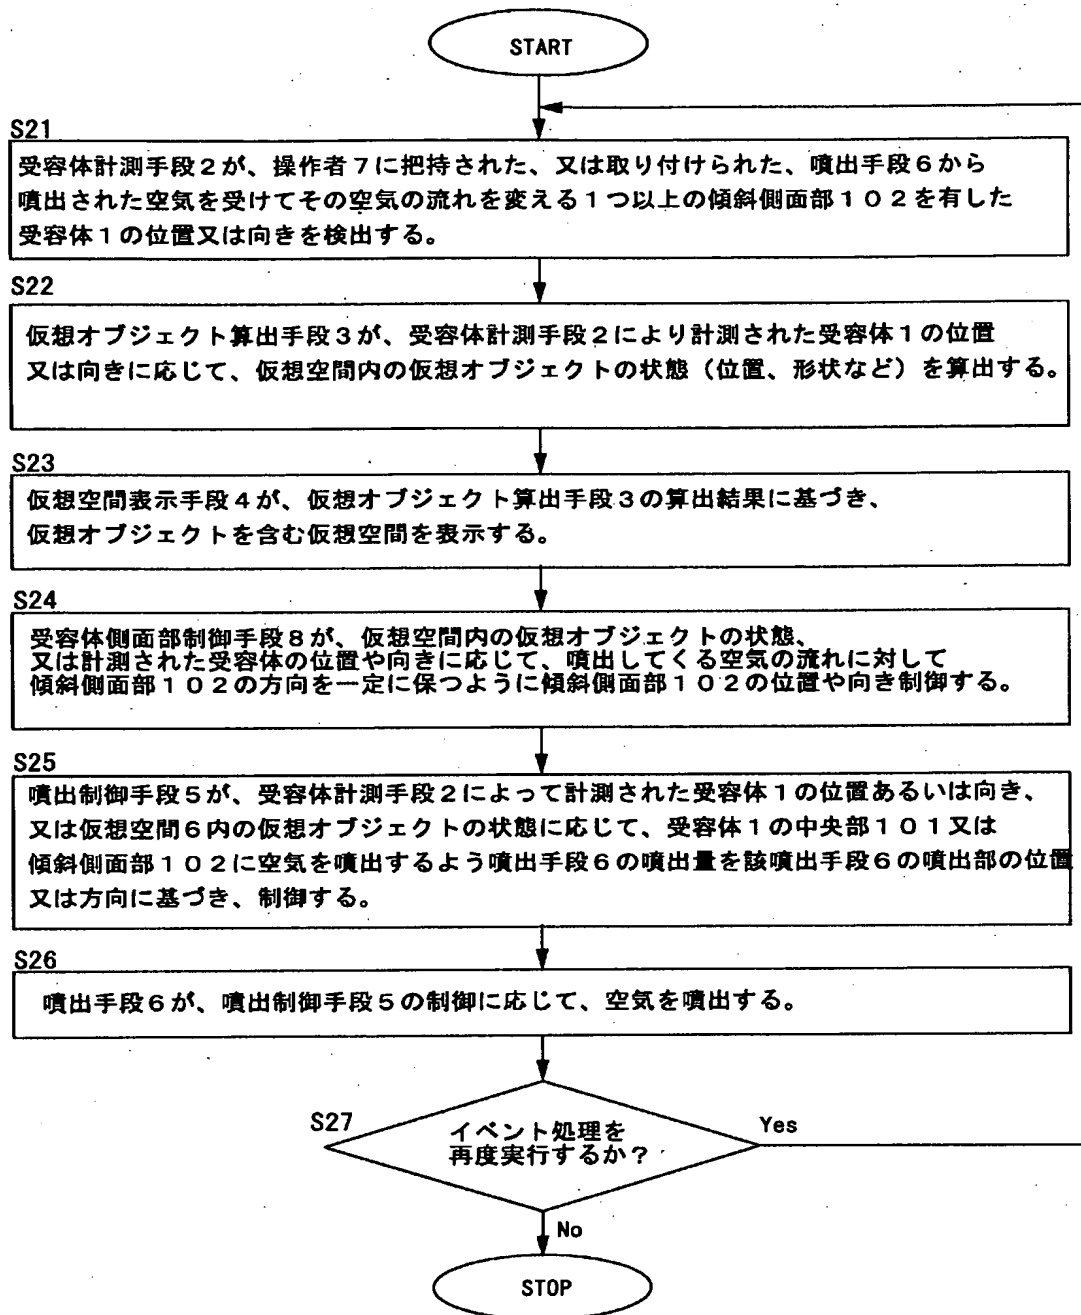 START
S21
受容体計測手段２が、操作者７に把持された、又は取り付けられた、噴出手段６から
噴出された空気を受けてその空気の流れを変える１つ以上の傾斜側面部１０２を有した
受容体１の位置又は向きを検出する。
S22
仮想オブジェクト算出手段３が、受容体計測手段２により計測された受容体１の位置
又は向きに応じて、仮想空間内の仮想オブジェクトの状態（位置、形状など）を算出する。
S23
仮想空間表示手段４が、仮想オブジェクト算出手段３の算出結果に基づき、
仮想オブジェクトを含む仮想空間を表示する。
S24
受容体側面部制御手段８が、仮想空間内の仮想オブジェクトの状態、
又は計測された受容体の位置や向きに応じて、噴出してくる空気の流れに対して
傾斜側面部１０２の方向を一定に保つように傾斜側面部１０２の位置や向き制御する。
S25
噴出制御手段５が、受容体計測手段２によって計測された受容体１の位置あるいは向き、
又は仮想空間６内の仮想オブジェクトの状態に応じて、受容体１の中央部１０１又は
傾斜側面部１０２に空気を噴出するよう噴出手段６の噴出量を該噴出手段６の噴出部の位置
又は方向に基づき、制御する。
S26
噴出手段６が、噴出制御手段５の制御に応じて、空気を噴出する。
S27
イベント処理を
再度実行するか？
Yes
No
STOP